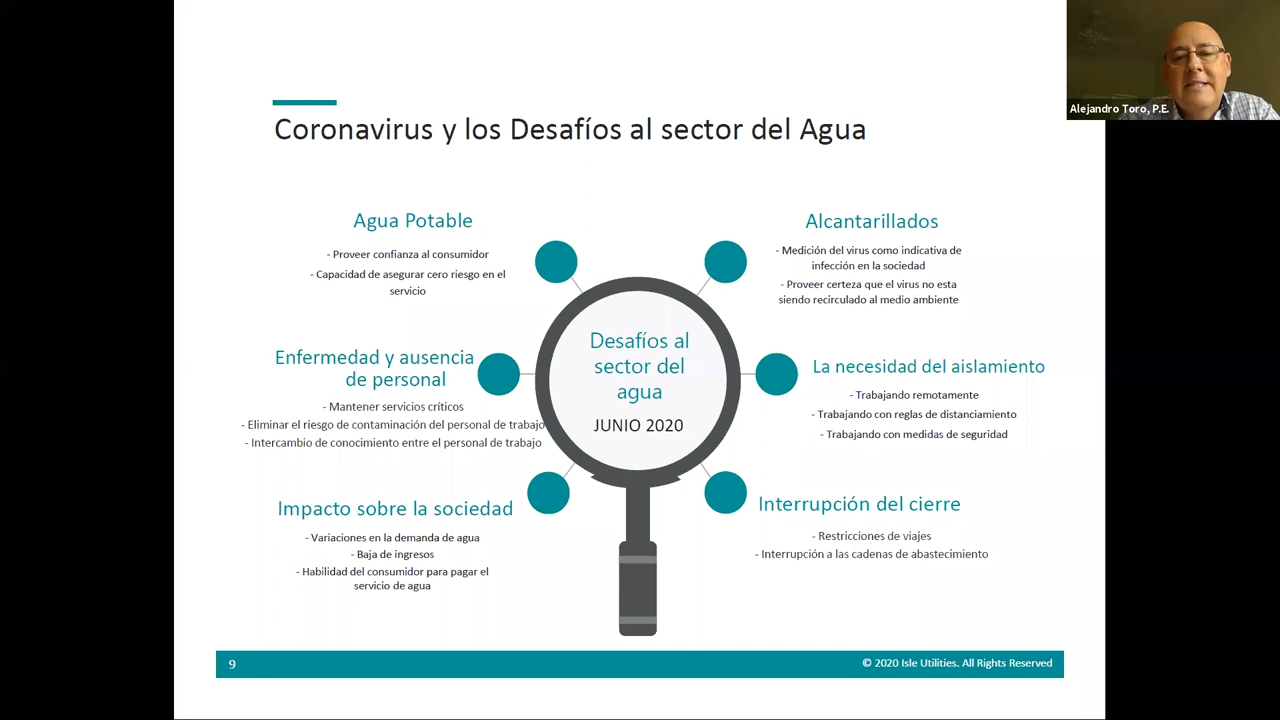 Alejandro Toro, P.E.
Coronavirus y los Desafíos al sector del Agua
Agua Potable
- Proveer confianza al consumidor
- Capacidad de asegurar cero riesgo en el
servicio
Alcantarillados
- Medición del virus como indicativa de
infección en la sociedad
- Proveer certeza que el virus no esta
siendo recirculado al medio ambiente
Enfermedad y ausencia
de personal
- Mantener servicios críticos
- Eliminar el riesgo de contaminación del personal de trabajo
- Intercambio de conocimiento entre el personal de trabajo
Desafíos al
sector del
agua
JUNIO 2020
La necesidad del aislamiento
- Trabajando remotamente
- Trabajando con reglas de distanciamiento
- Trabajando con medidas de seguridad
Impacto sobre la sociedad
- Variaciones en la demanda de agua
- Baja de ingresos
- Habilidad del consumidor para pagar el
servicio de agua
Interrupción del cierre
- Restricciones de viajes
- Interrupción a las cadenas de abastecimiento
9
© 2020 Isle Utilities. All Rights Reserved